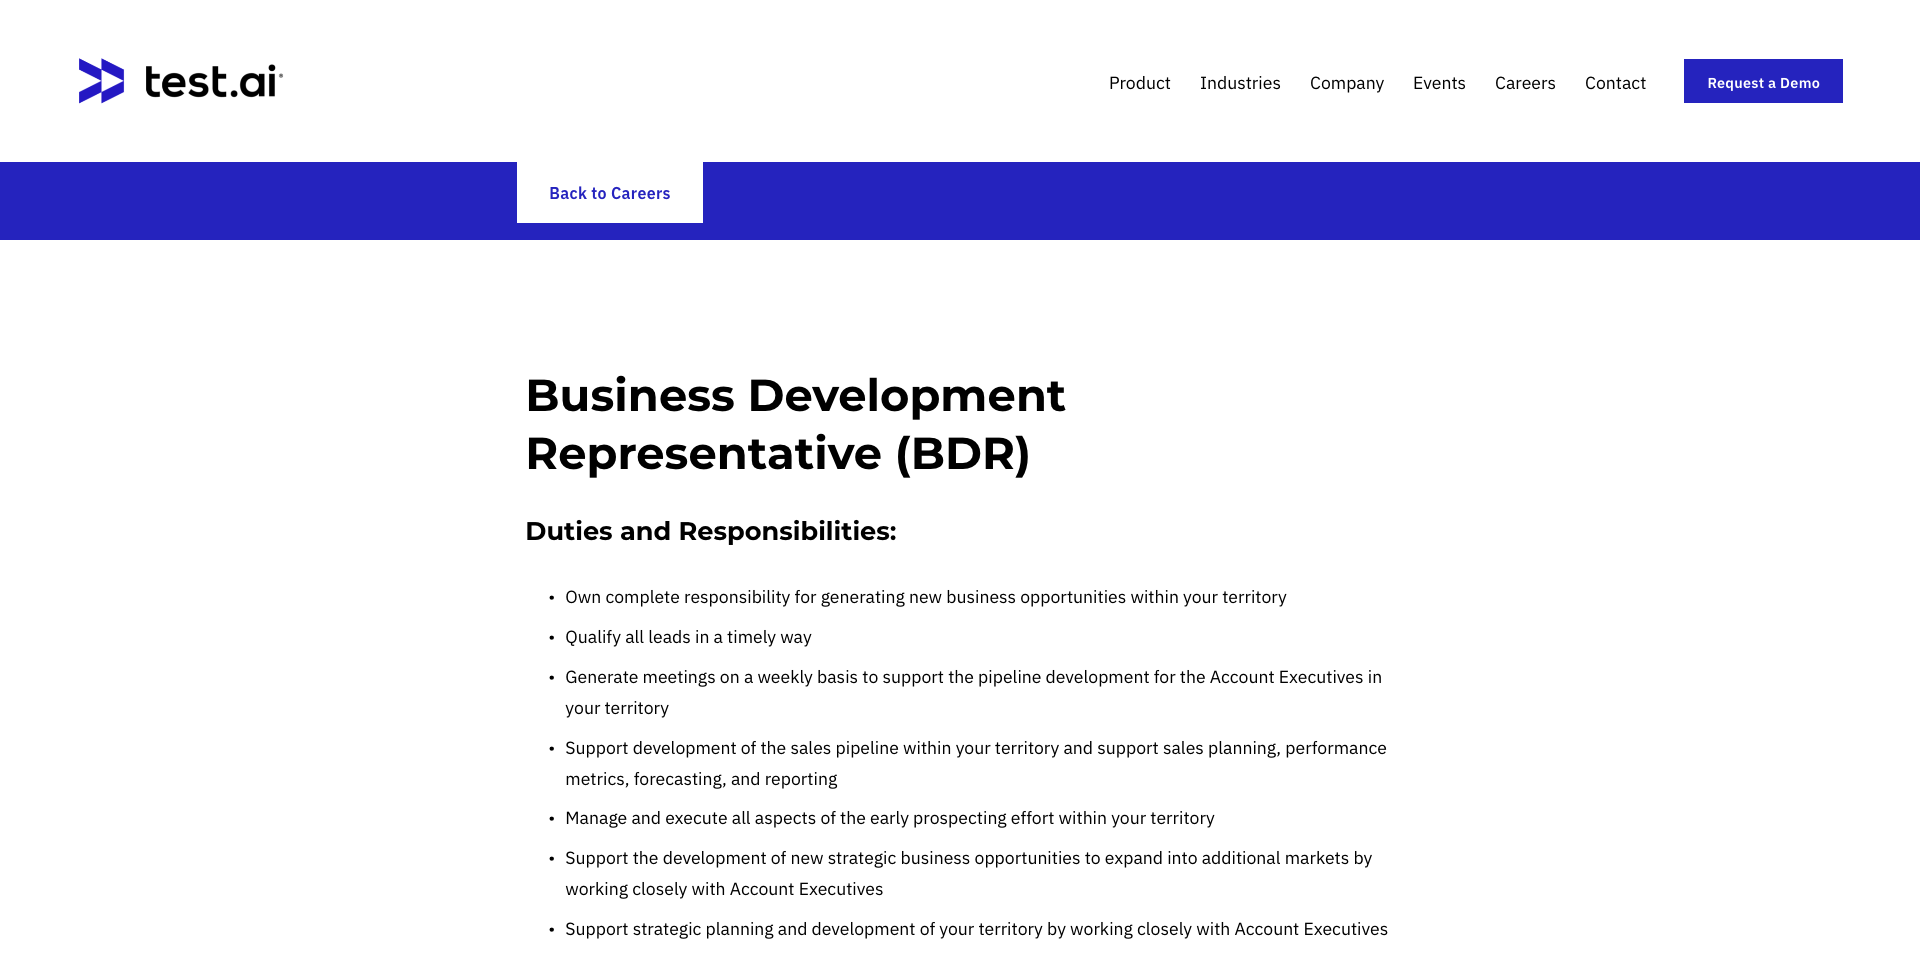 test.ai
Product
Industries
Company
Events
Careers
Contact
Request a Demo
Back to Careers
Business Development
Representative (BDR)
Duties and Responsibilities:
• Own complete responsibility for generating new business opportunities within your territory
• Qualify all leads in a timely way
• Generate meetings on a weekly basis to support the pipeline development for the Account Executives in
your territory
• Support development of the sales pipeline within your territory and support sales planning, performance
metrics, forecasting, and reporting
• Manage and execute all aspects of the early prospecting effort within your territory
• Support the development of new strategic business opportunities to expand into additional markets by
working closely with Account Executives
• Support strategic planning and development of your territory by working closely with Account Executives